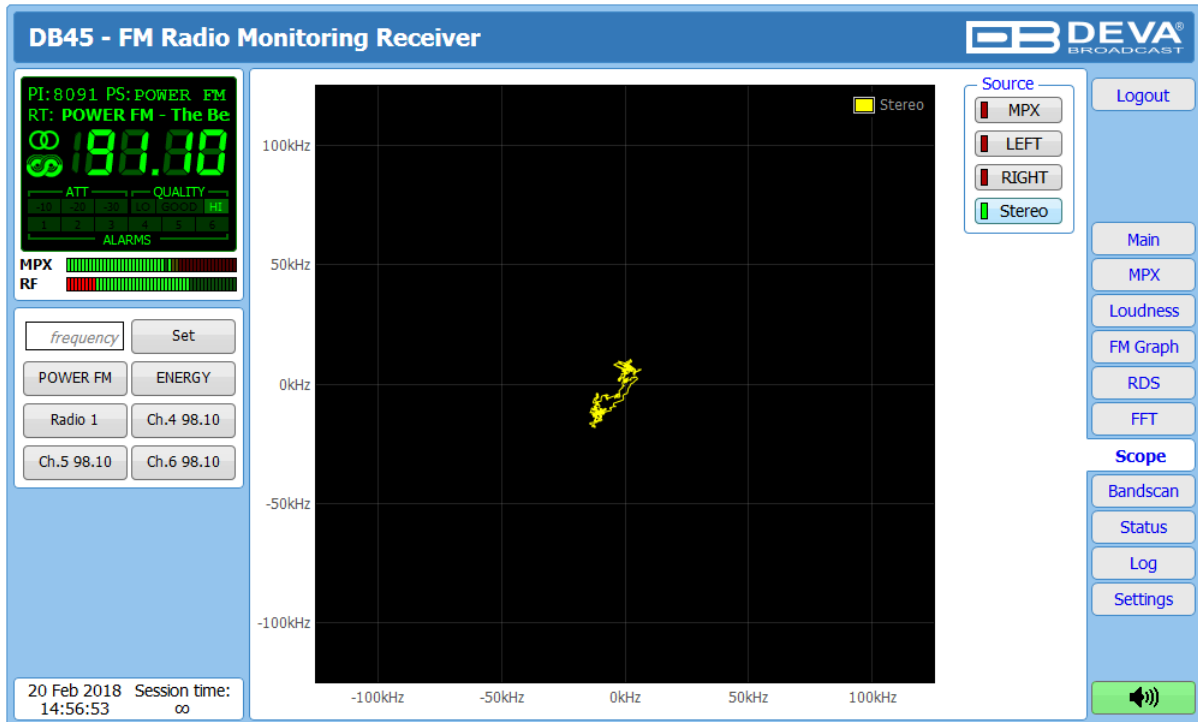 DB45 - FM Radio Monitoring Receiver
DEVA®
BROADCAST
PI:8091 PS:POWER FM
RT: POWER FM - The Be
91.10
ATT QUALITY
-10 -20 -30 LO GOOD HI
1 2 3 4 5 6
ALARMS
MPX
RF
frequency Set
POWER FM ENERGY
Radio 1 Ch.4 98.10
Ch.5 98.10 Ch.6 98.10
20 Feb 2018 Session time:
14:56:53 ∞
Stereo
100kHz
50kHz
0kHz
-50kHz
-100kHz
-100kHz -50kHz 0kHz 50kHz 100kHz
Source
MPX
LEFT
RIGHT
Stereo
Logout
Main
MPX
Loudness
FM Graph
RDS
FFT
Scope
Bandscan
Status
Log
Settings